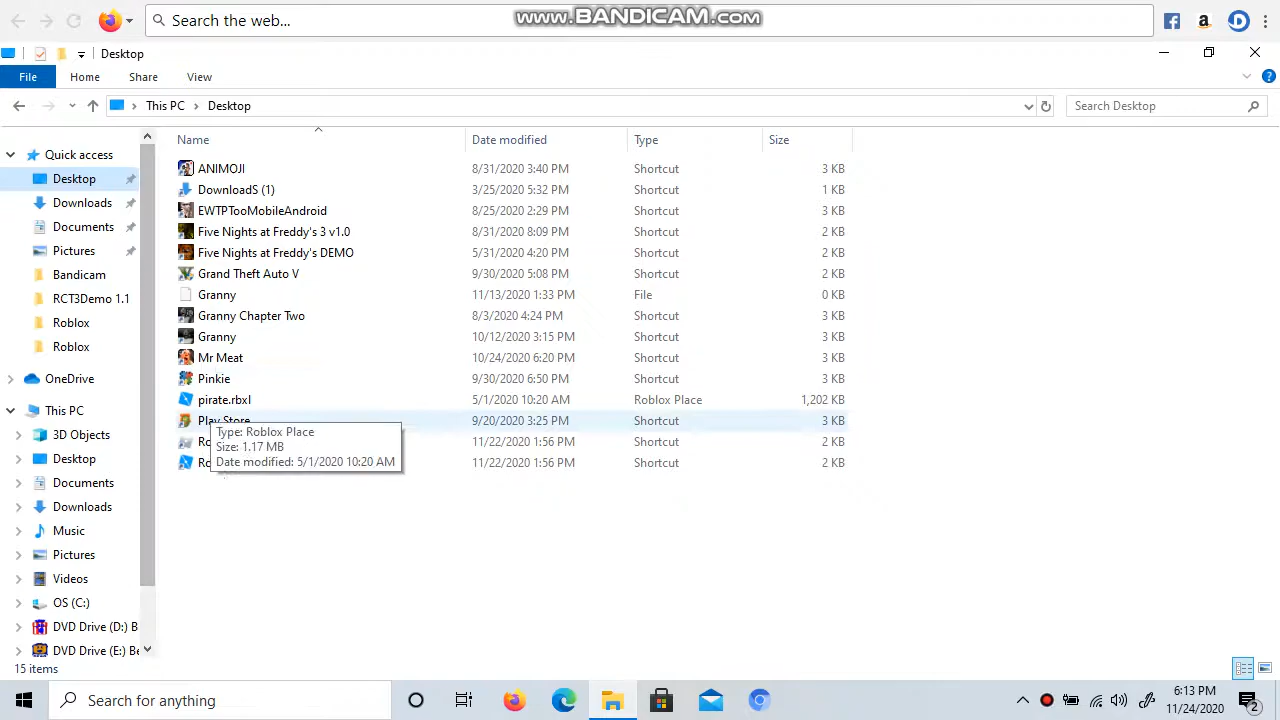 Search the web...
www.BANDICAM.com
Desktop
File Home Share View
This PC Desktop
Search Desktop
Name Date modified Type Size
Quick access
Desktop
Downloads
Documents
Pictures
Bandicam
RCT3Demo 1.1
Roblox
Roblox
OneDrive
This PC
3D Objects
Desktop
Documents
Downloads
Music
Pictures
Videos
OS (C:)
DVD Drive (D:) B
DVD Drive (E:) Be
ANIMOJI 8/31/2020 3:40 PM Shortcut 3 KB
DownloadS (1) 3/25/2020 5:32 PM Shortcut 1 KB
EWTPTooMobileAndroid 8/25/2020 2:29 PM Shortcut 3 KB
Five Nights at Freddy's 3 v1.0 8/31/2020 8:09 PM Shortcut 2 KB
Five Nights at Freddy's DEMO 5/31/2020 4:20 PM Shortcut 2 KB
Grand Theft Auto V 9/30/2020 5:08 PM Shortcut 2 KB
Granny 11/13/2020 1:33 PM File 0 KB
Granny Chapter Two 8/3/2020 4:24 PM Shortcut 3 KB
Granny 10/12/2020 3:15 PM Shortcut 3 KB
Mr Meat 10/24/2020 6:20 PM Shortcut 3 KB
Pinkie 9/30/2020 6:50 PM Shortcut 3 KB
pirate.rbxl 5/1/2020 10:20 AM Roblox Place 1,202 KB
Play Store 9/20/2020 3:25 PM Shortcut 3 KB
Ro 11/22/2020 1:56 PM Shortcut 2 KB
Ro 11/22/2020 1:56 PM Shortcut 2 KB
Type: Roblox Place
Size: 1.17 MB
Date modified: 5/1/2020 10:20 AM
15 items
Search for anything
6:13 PM
11/24/2020
2